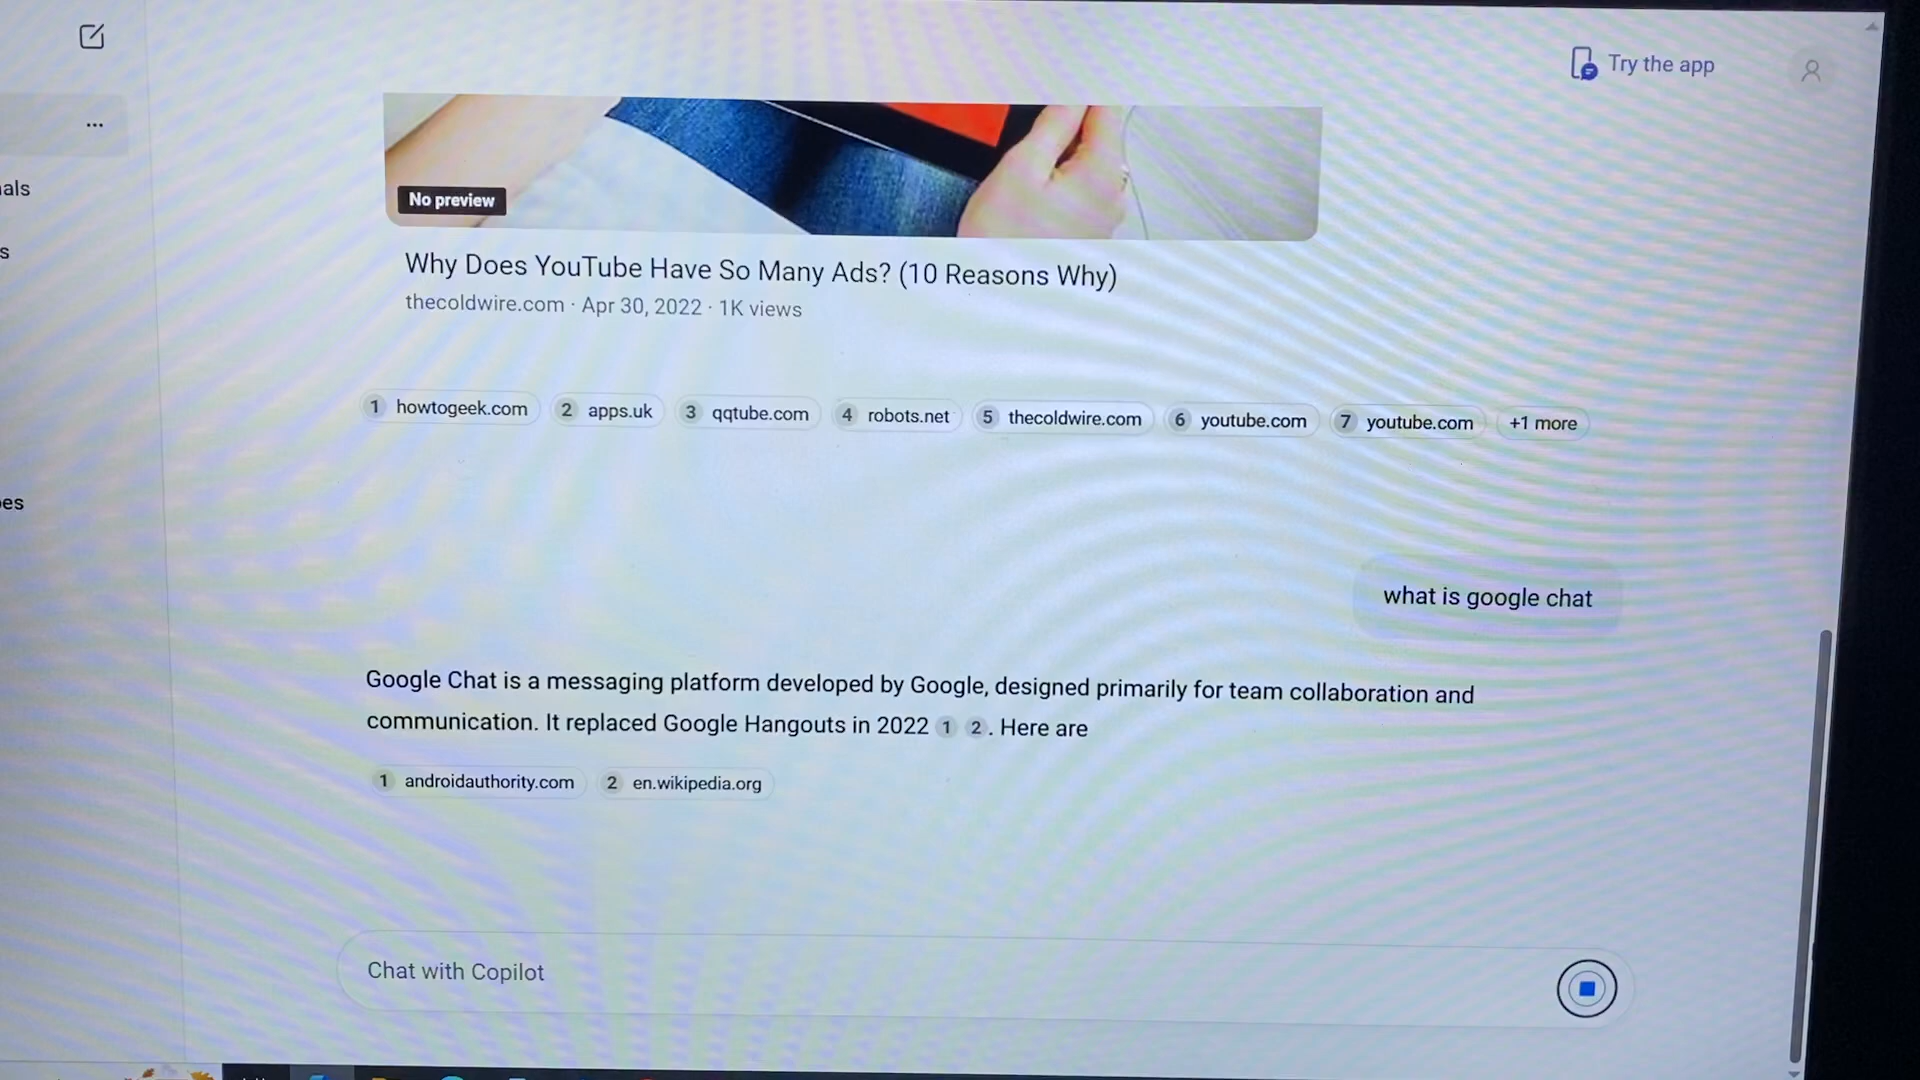 Try the app
...
als
s
es
No preview
Why Does YouTube Have So Many Ads? (10 Reasons Why)
thecoldwire.com · Apr 30, 2022 · 1K views
1 howtogeek.com 2 apps.uk 3 qqtube.com 4 robots.net 5 thecoldwire.com 6 youtube.com 7 youtube.com +1 more
what is google chat
Google Chat is a messaging platform developed by Google, designed primarily for team collaboration and
communication. It replaced Google Hangouts in 2022 1 2 . Here are
1 androidauthority.com 2 en.wikipedia.org
Chat with Copilot